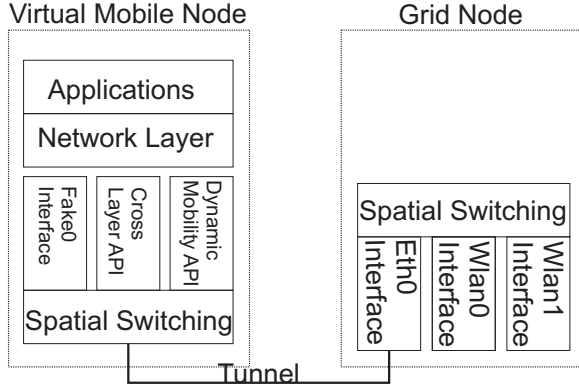 Virtual Mobile Node
Applications
Network Layer
Fake0
Interface
Cross
Layer API
Dynamic
Mobility API
Spatial Switching
Grid Node
Spatial Switching
Eth0
Interface
Wlan0
Interface
Wlan1
Interface
Tunnel